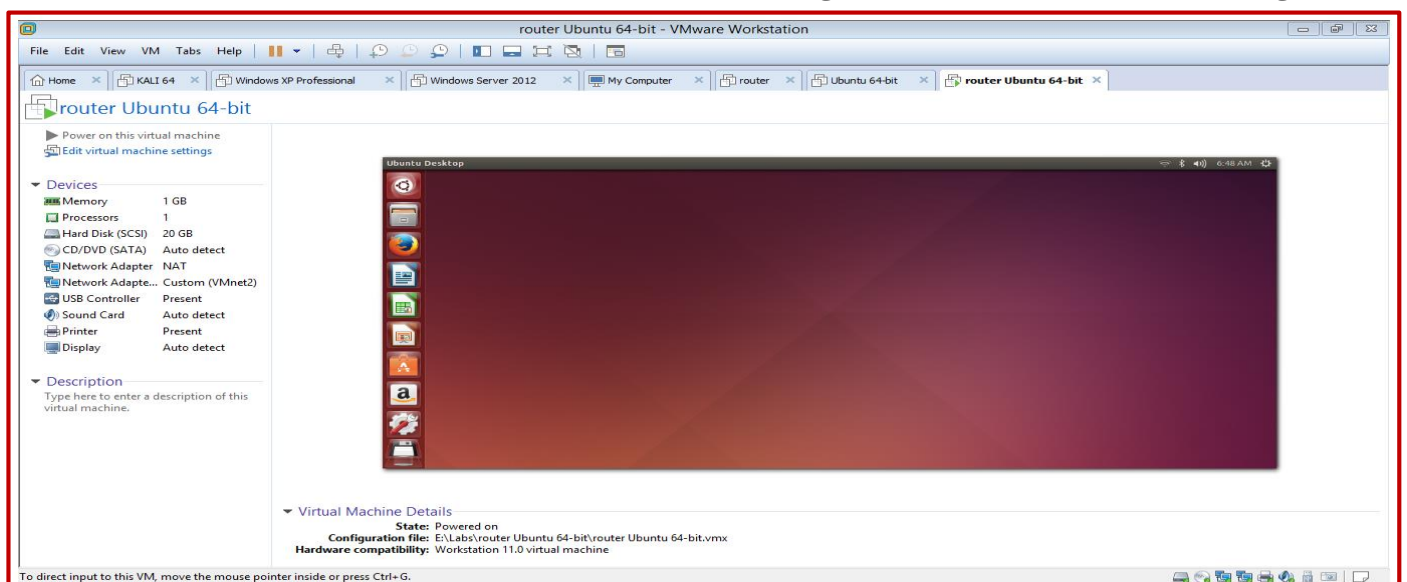 router Ubuntu 64-bit - VMware Workstation
File Edit View VM Tabs Help
Home KALI 64 Windows XP Professional Windows Server 2012 My Computer router Ubuntu 64-bit router Ubuntu 64-bit
router Ubuntu 64-bit
Power on this virtual machine
Edit virtual machine settings
Devices
Memory 1 GB
Processors 1
Hard Disk (SCSI) 20 GB
CD/DVD (SATA) Auto detect
Network Adapter NAT
Network Adapte... Custom (VMnet2)
USB Controller Present
Sound Card Auto detect
Printer Present
Display Auto detect
Description
Type here to enter a description of this
virtual machine.
Ubuntu Desktop 6:48 AM
a
Virtual Machine Details
State: Powered on
Configuration file: E:\Labs\router Ubuntu 64-bit\router Ubuntu 64-bit.vmx
Hardware compatibility: Workstation 11.0 virtual machine
To direct input to this VM, move the mouse pointer inside or press Ctrl+G.